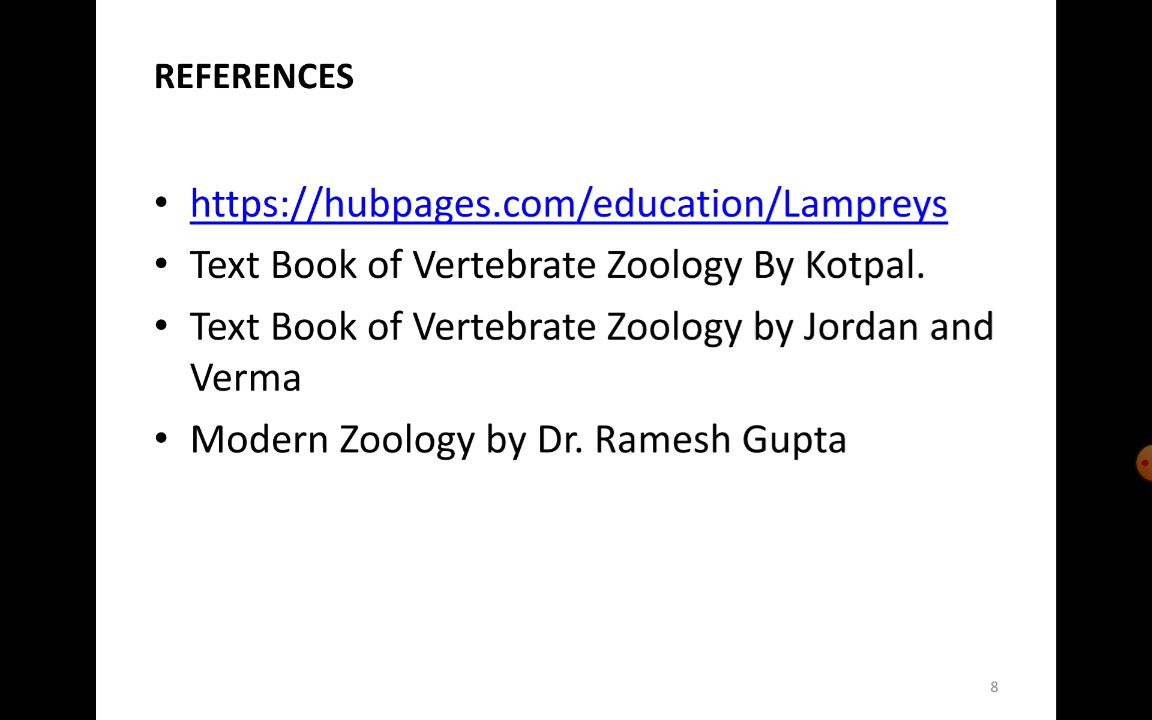 REFERENCES
• https://hubpages.com/education/Lampreys
• Text Book of Vertebrate Zoology By Kotpal.
• Text Book of Vertebrate Zoology by Jordan and
Verma
• Modern Zoology by Dr. Ramesh Gupta
8